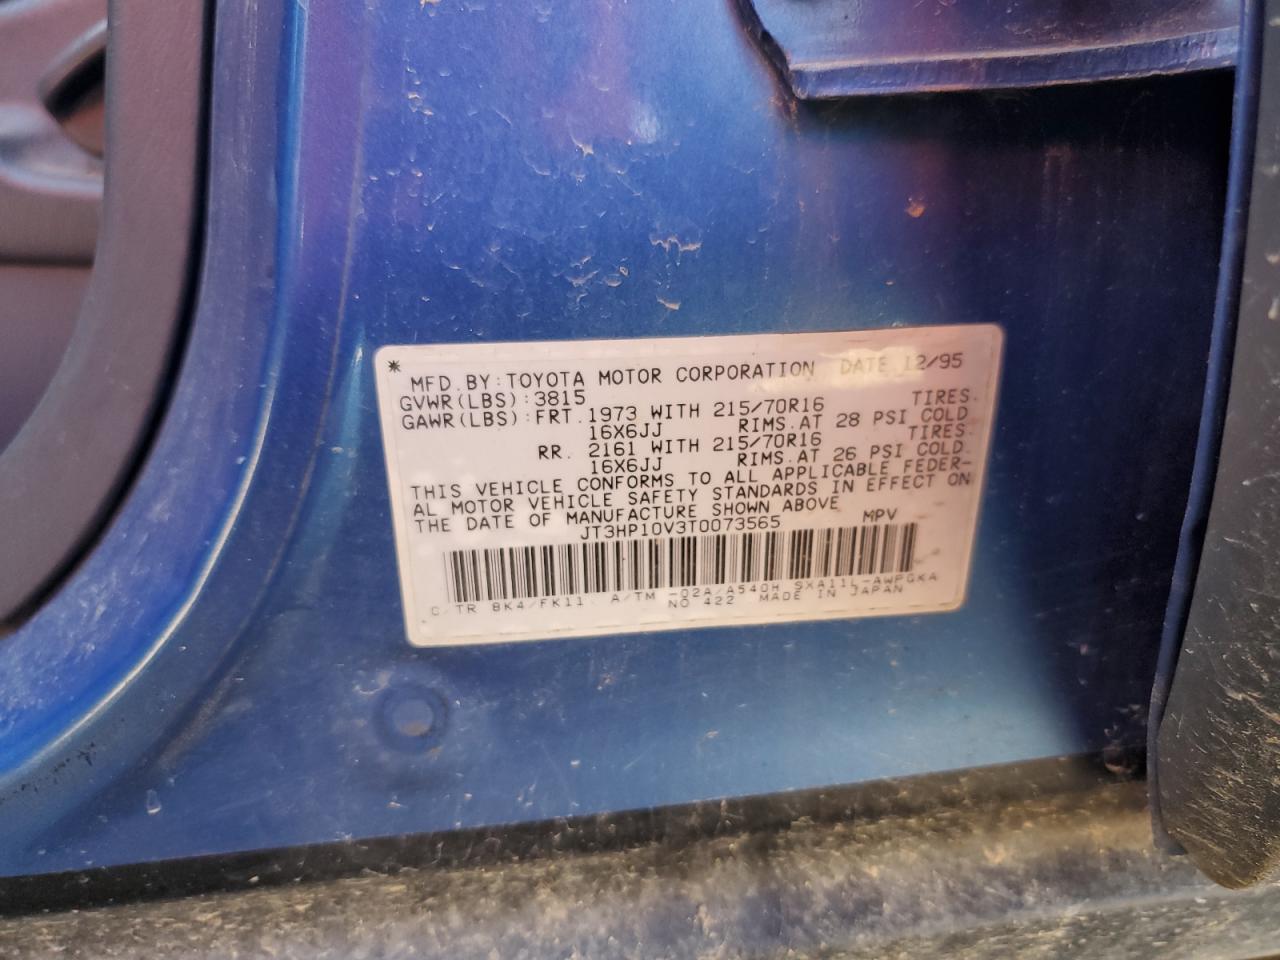 * MFD. BY: TOYOTA MOTOR CORPORATION DATE 12/95
GVWR(LBS): 3815
GAWR(LBS): FRT. 1973 WITH 215/70R16 TIRES.
16X6JJ RIMS. AT 28 PSI COLD
RR. 2161 WITH 215/70R16 TIRES.
16X6JJ RIMS. AT 26 PSI COLD.
THIS VEHICLE CONFORMS TO ALL APPLICABLE FEDER-
AL MOTOR VEHICLE SAFETY STANDARDS IN EFFECT ON
THE DATE OF MANUFACTURE SHOWN ABOVE
JT3HP10V3T0073565 MPV
C/TR 8K4/FK11. A/TM -02A/A540H SXA11L-AWPGKA
NO 422 MADE IN JAPAN